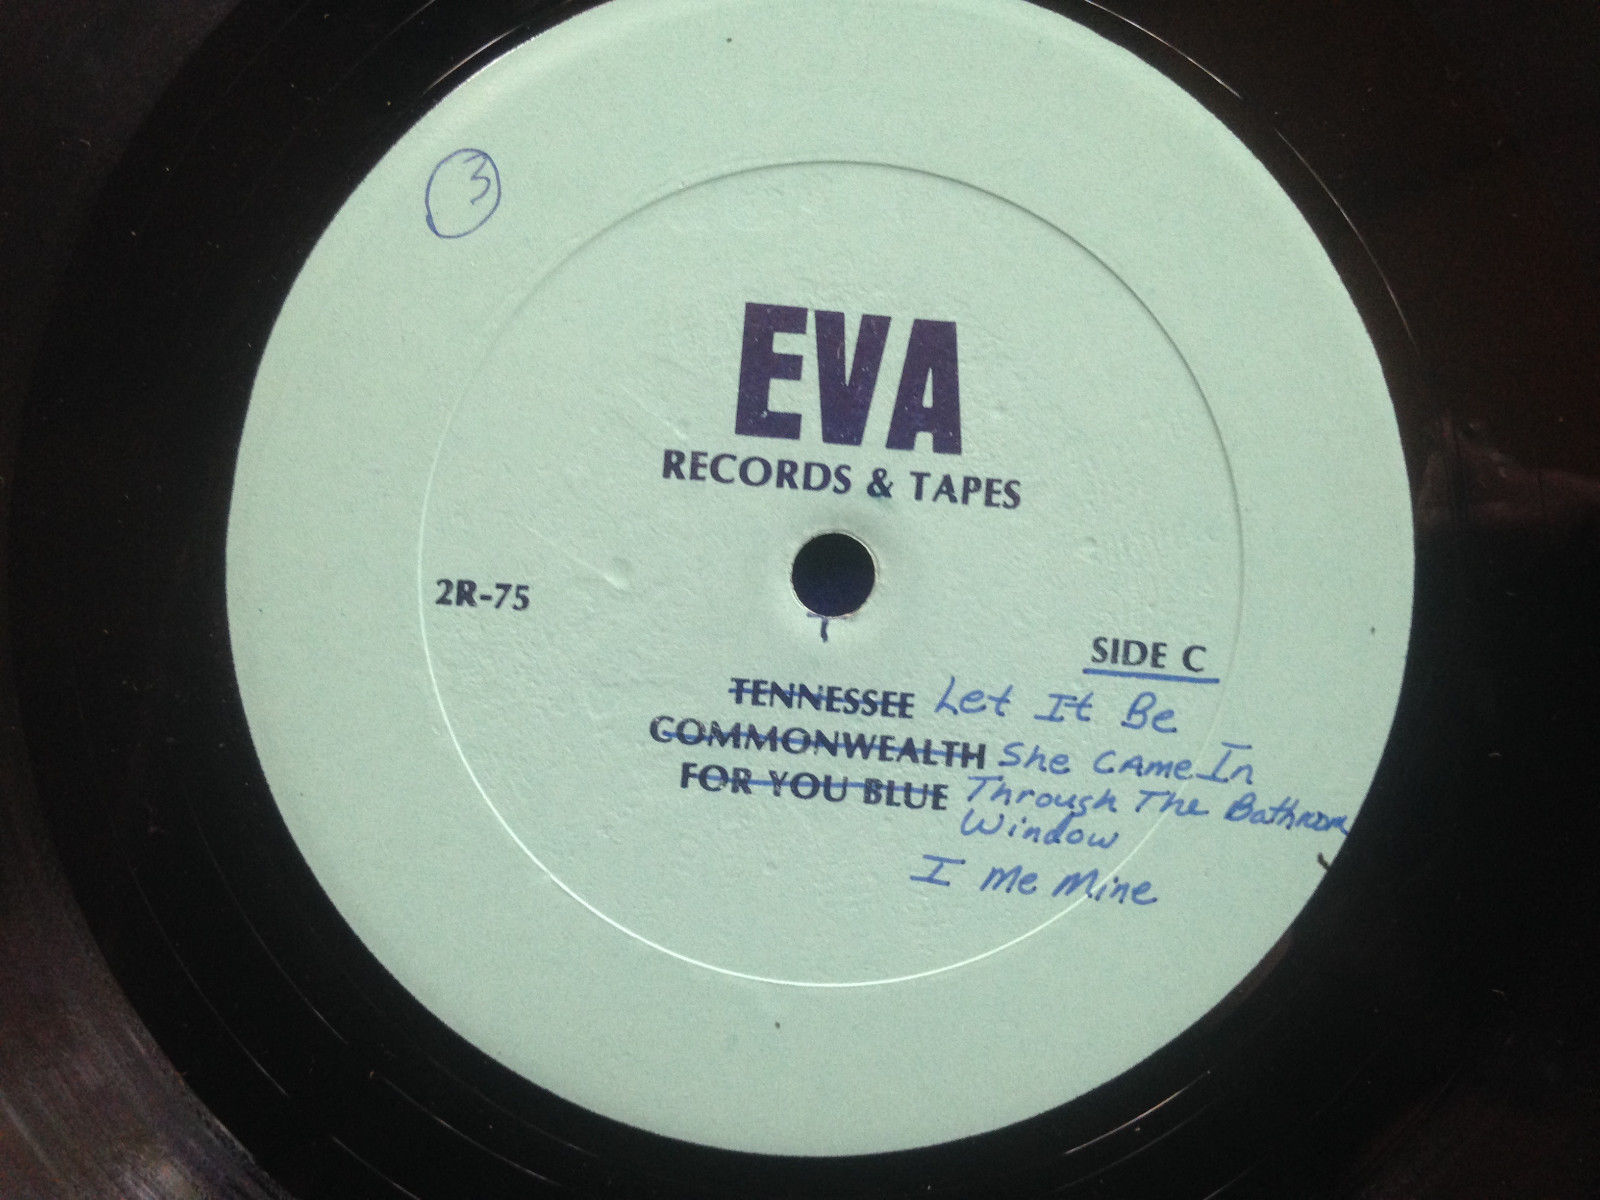 3
EVA
RECORDS & TAPES
2R-75
SIDE C
TENNESSEE Let It Be
COMMONWEALTH She Came In
FOR YOU BLUE Through The Bathroom
Window
I Me Mine